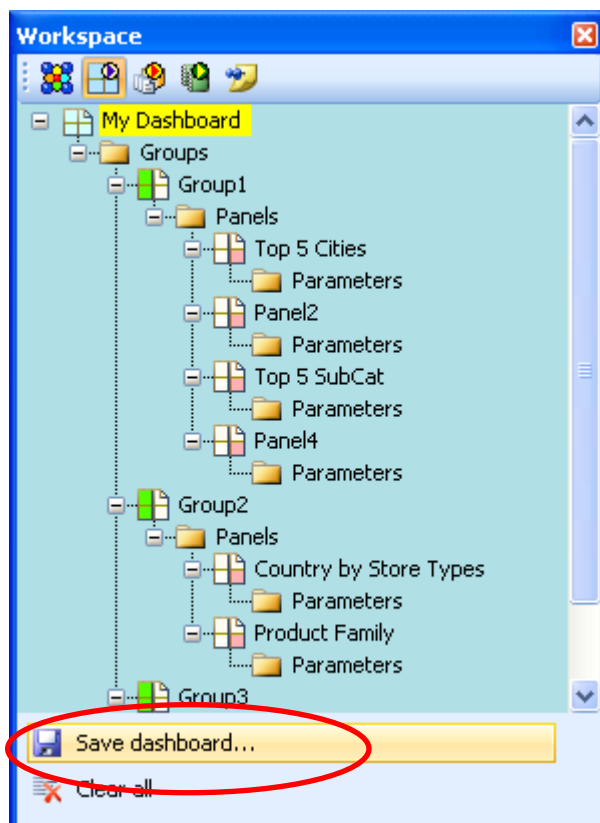 Workspace
My Dashboard
Groups
Group1
Panels
Top 5 Cities
Parameters
Panel2
Parameters
Top 5 SubCat
Parameters
Panel4
Parameters
Group2
Panels
Country by Store Types
Parameters
Product Family
Parameters
Group3
Save dashboard...
Clear all